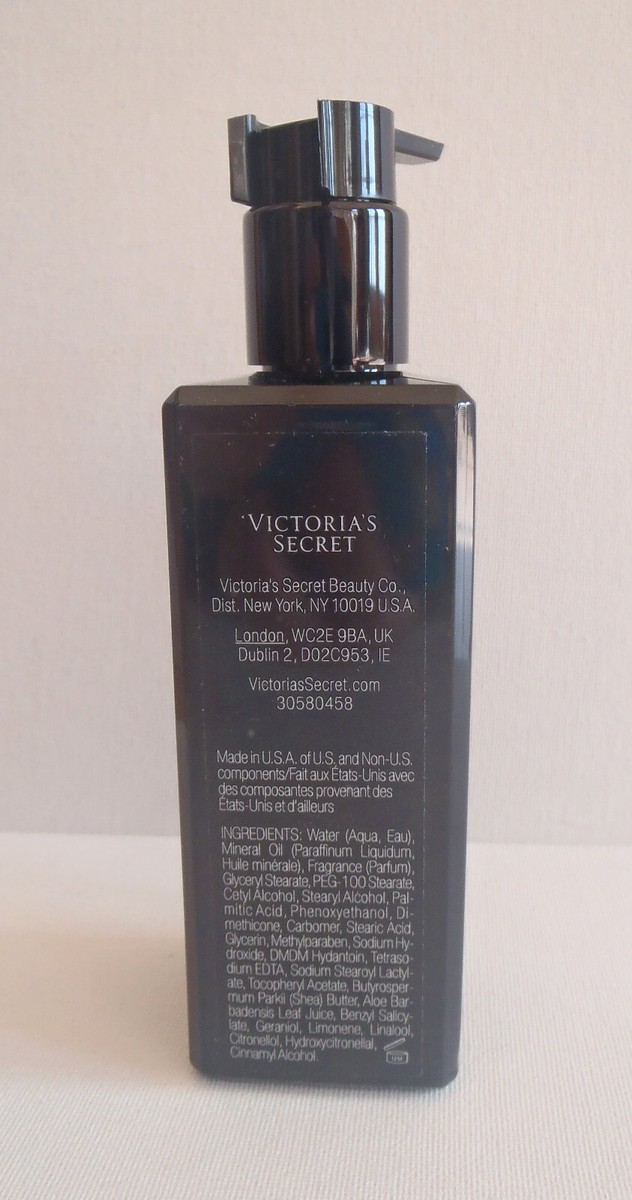 VICTORIA'S
SECRET
Victoria's Secret Beauty Co.,
Dist. New York, NY 10019 U.S.A.
London, WC2E 9BA, UK
Dublin 2, D02C953, IE
VictoriasSecret.com
30580458
Made in U.S.A. of U.S. and Non-U.S.
components/Fait aux États-Unis avec
des composantes provenant des
États-Unis et d'ailleurs
INGREDIENTS: Water (Aqua, Eau),
Mineral Oil (Paraffinum Liquidum,
Huile minérale), Fragrance (Parfum),
Glyceryl Stearate, PEG-100 Stearate,
Cetyl Alcohol, Stearyl Alcohol, Pal-
mitic Acid, Phenoxyethanol, Di-
methicone, Carbomer, Stearic Acid,
Glycerin, Methylparaben, Sodium Hy-
droxide, DMDM Hydantoin, Tetraso-
dium EDTA, Sodium Stearoyl Lactyl-
ate, Tocopheryl Acetate, Butyrosper-
mum Parkii (Shea) Butter, Aloe Bar-
badensis Leaf Juice, Benzyl Salicy-
late, Geraniol, Limonene, Linalool,
Citronellol, Hydroxycitronellal,
Cinnamyl Alcohol.